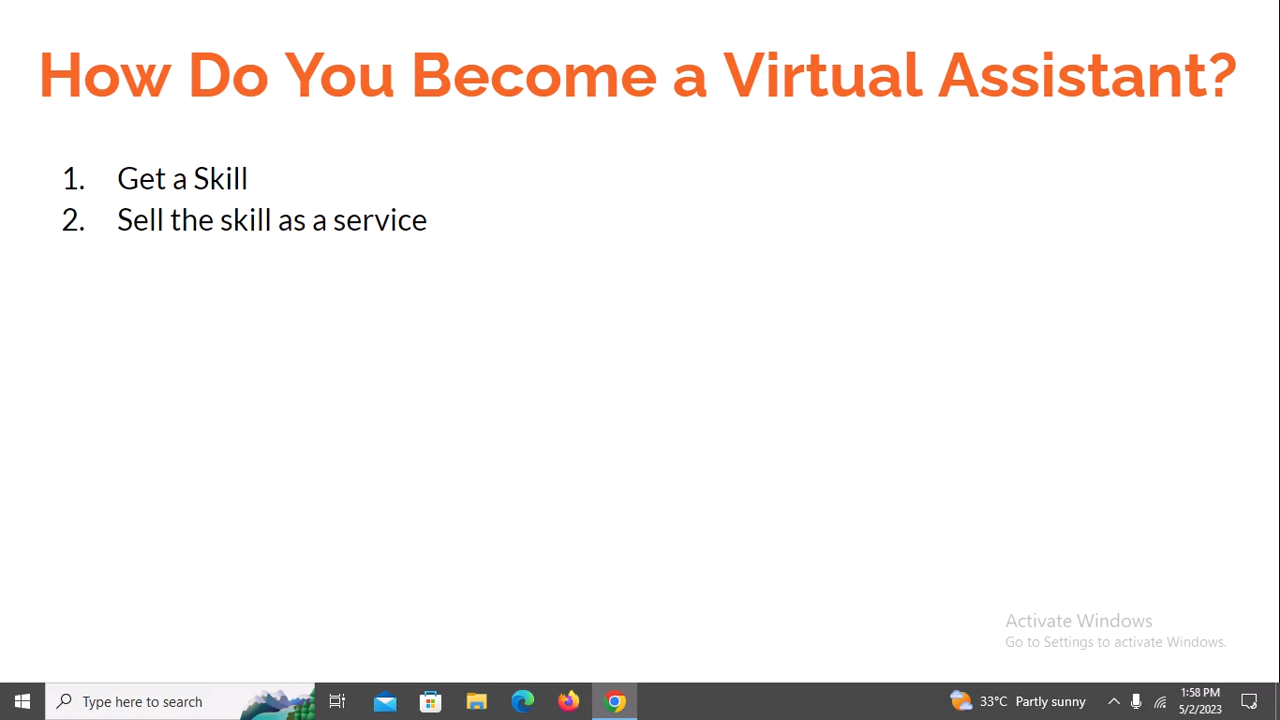 How Do You Become a Virtual Assistant?
1. Get a Skill
2. Sell the skill as a service
Activate Windows
Go to Settings to activate Windows.
Type here to search
33°C Partly sunny
1:58 PM
5/2/2023